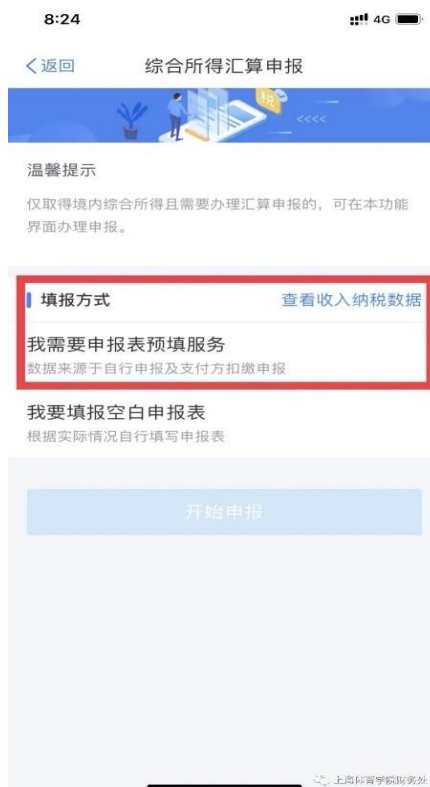 8:24
4G
返回
综合所得汇算申报
税
<<<<
温馨提示
仅取得境内综合所得且需要办理汇算申报的，可在本功能
界面办理申报。
填报方式
查看收入纳税数据
我需要申报表预填服务
数据来源于自行申报及支付方扣缴申报
我要填报空白申报表
根据实际情况自行填写申报表
开始申报
上海体育学院财务处